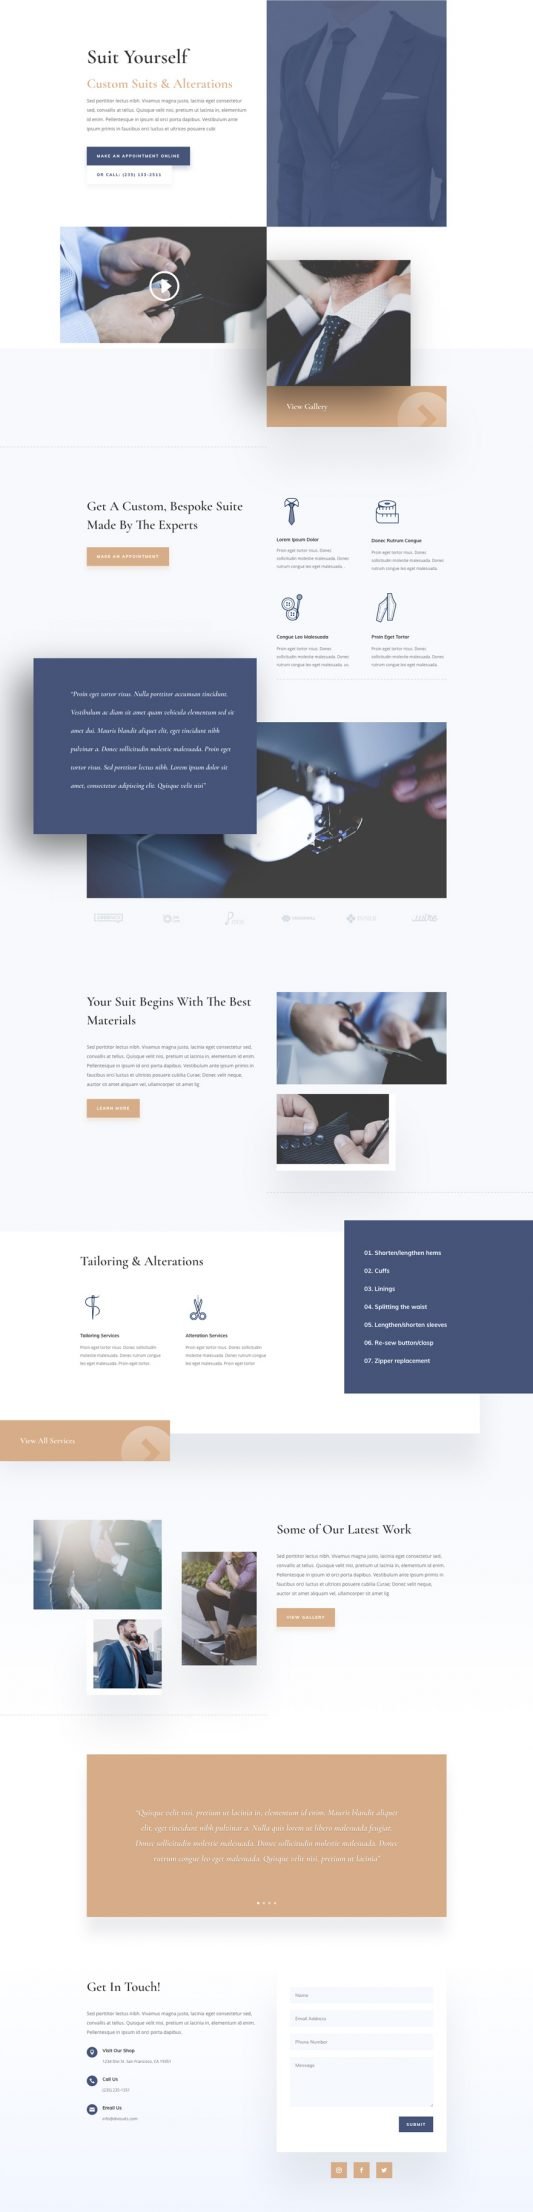 Suit Yourself
Custom Suits & Alterations
Sed porttitor lectus nibh. Vivamus magna justo, lacinia eget consectetur
sed, convallis at tellus. Quisque velit nisi, pretium ut lacinia in, elementum
id enim. Pellentesque in ipsum id orci porta dapibus. Vestibulum ante
ipsum primis in faucibus orci luctus et ultrices posuere cubi
MAKE AN APPOINTMENT ONLINE
OR CALL: (235) 133-2511
View Gallery
Get A Custom, Bespoke Suite
Made By The Experts
MAKE AN APPOINTMENT
Lorem Ipsum Dolor
Proin eget tortor risus. Donec
sollicitudin molestie malesuada. Donec
rutrum congue leo eget malesuada. .
Donec Rutrum Congue
Proin eget tortor risus. Donec
sollicitudin molestie malesuada. Donec
rutrum congue leo eget malesuada.
Congue Leo Malesuada
Proin eget tortor risus. Donec
sollicitudin molestie malesuada. Donec
rutrum congue leo eget malesuada. us.
Proin Eget Tortor
Proin eget tortor risus. Donec
sollicitudin molestie malesuada. Donec
rutrum congue leo eget malesuada.
"Proin eget tortor risus. Nulla porttitor accumsan tincidunt.
Vestibulum ac diam sit amet quam vehicula elementum sed sit
amet dui. Mauris blandit aliquet elit, eget tincidunt nibh
pulvinar a. Donec sollicitudin molestie malesuada. Proin eget
tortor risus. Sed porttitor lectus nibh. Lorem ipsum dolor sit
amet, consectetur adipiscing elit. Quisque velit nisi"
Your Suit Begins With The Best
Materials
Sed porttitor lectus nibh. Vivamus magna justo, lacinia eget consectetur sed,
convallis at tellus. Quisque velit nisi, pretium ut lacinia in, elementum id enim.
Pellentesque in ipsum id orci porta dapibus. Vestibulum ante ipsum primis in
faucibus orci luctus et ultrices posuere cubilia Curae; Donec velit neque,
auctor sit amet aliquam vel, ullamcorper sit amet lig
LEARN MORE
Tailoring & Alterations
Tailoring Services
Proin eget tortor risus. Donec sollicitudin
molestie malesuada. Donec rutrum congue
leo eget malesuada. Proin eget tortor.
Alteration Services
Proin eget tortor risus. Donec sollicitudin
molestie malesuada. Donec rutrum congue
leo eget malesuada. Proin eget tortor
01. Shorten/lengthen hems
02. Cuffs
03. Linings
04. Splitting the waist
05. Lengthen/shorten sleeves
06. Re-sew button/clasp
07. Zipper replacement
View All Services
Some of Our Latest Work
Sed porttitor lectus nibh. Vivamus magna justo, lacinia eget consectetur sed,
convallis at tellus. Quisque velit nisi, pretium ut lacinia in, elementum id enim.
Pellentesque in ipsum id orci porta dapibus. Vestibulum ante ipsum primis in
faucibus orci luctus et ultrices posuere cubilia Curae; Donec velit neque,
auctor sit amet aliquam vel, ullamcorper sit amet lig
VIEW GALLERY
"Quisque velit nisi, pretium ut lacinia in, elementum id enim. Mauris blandit aliquet
elit, eget tincidunt nibh pulvinar a. Nulla quis lorem ut libero malesuada feugiat.
Donec sollicitudin molestie malesuada. Donec sollicitudin molestie malesuada. Donec
rutrum congue leo eget malesuada. Quisque velit nisi, pretium ut lacinia"
Get In Touch!
Sed porttitor lectus nibh. Vivamus magna justo, lacinia eget consectetur sed,
convallis at tellus. Quisque velit nisi, pretium ut lacinia in, elementum id enim.
Pellentesque in ipsum id orci porta dapibus.
Visit Our Shop
1234 Divi St. San Francisco, CA 19351
Call Us
(235) 235-1351
Email Us
info@divisuits.com
Name
Email Address
Phone Number
Message
SUBMIT